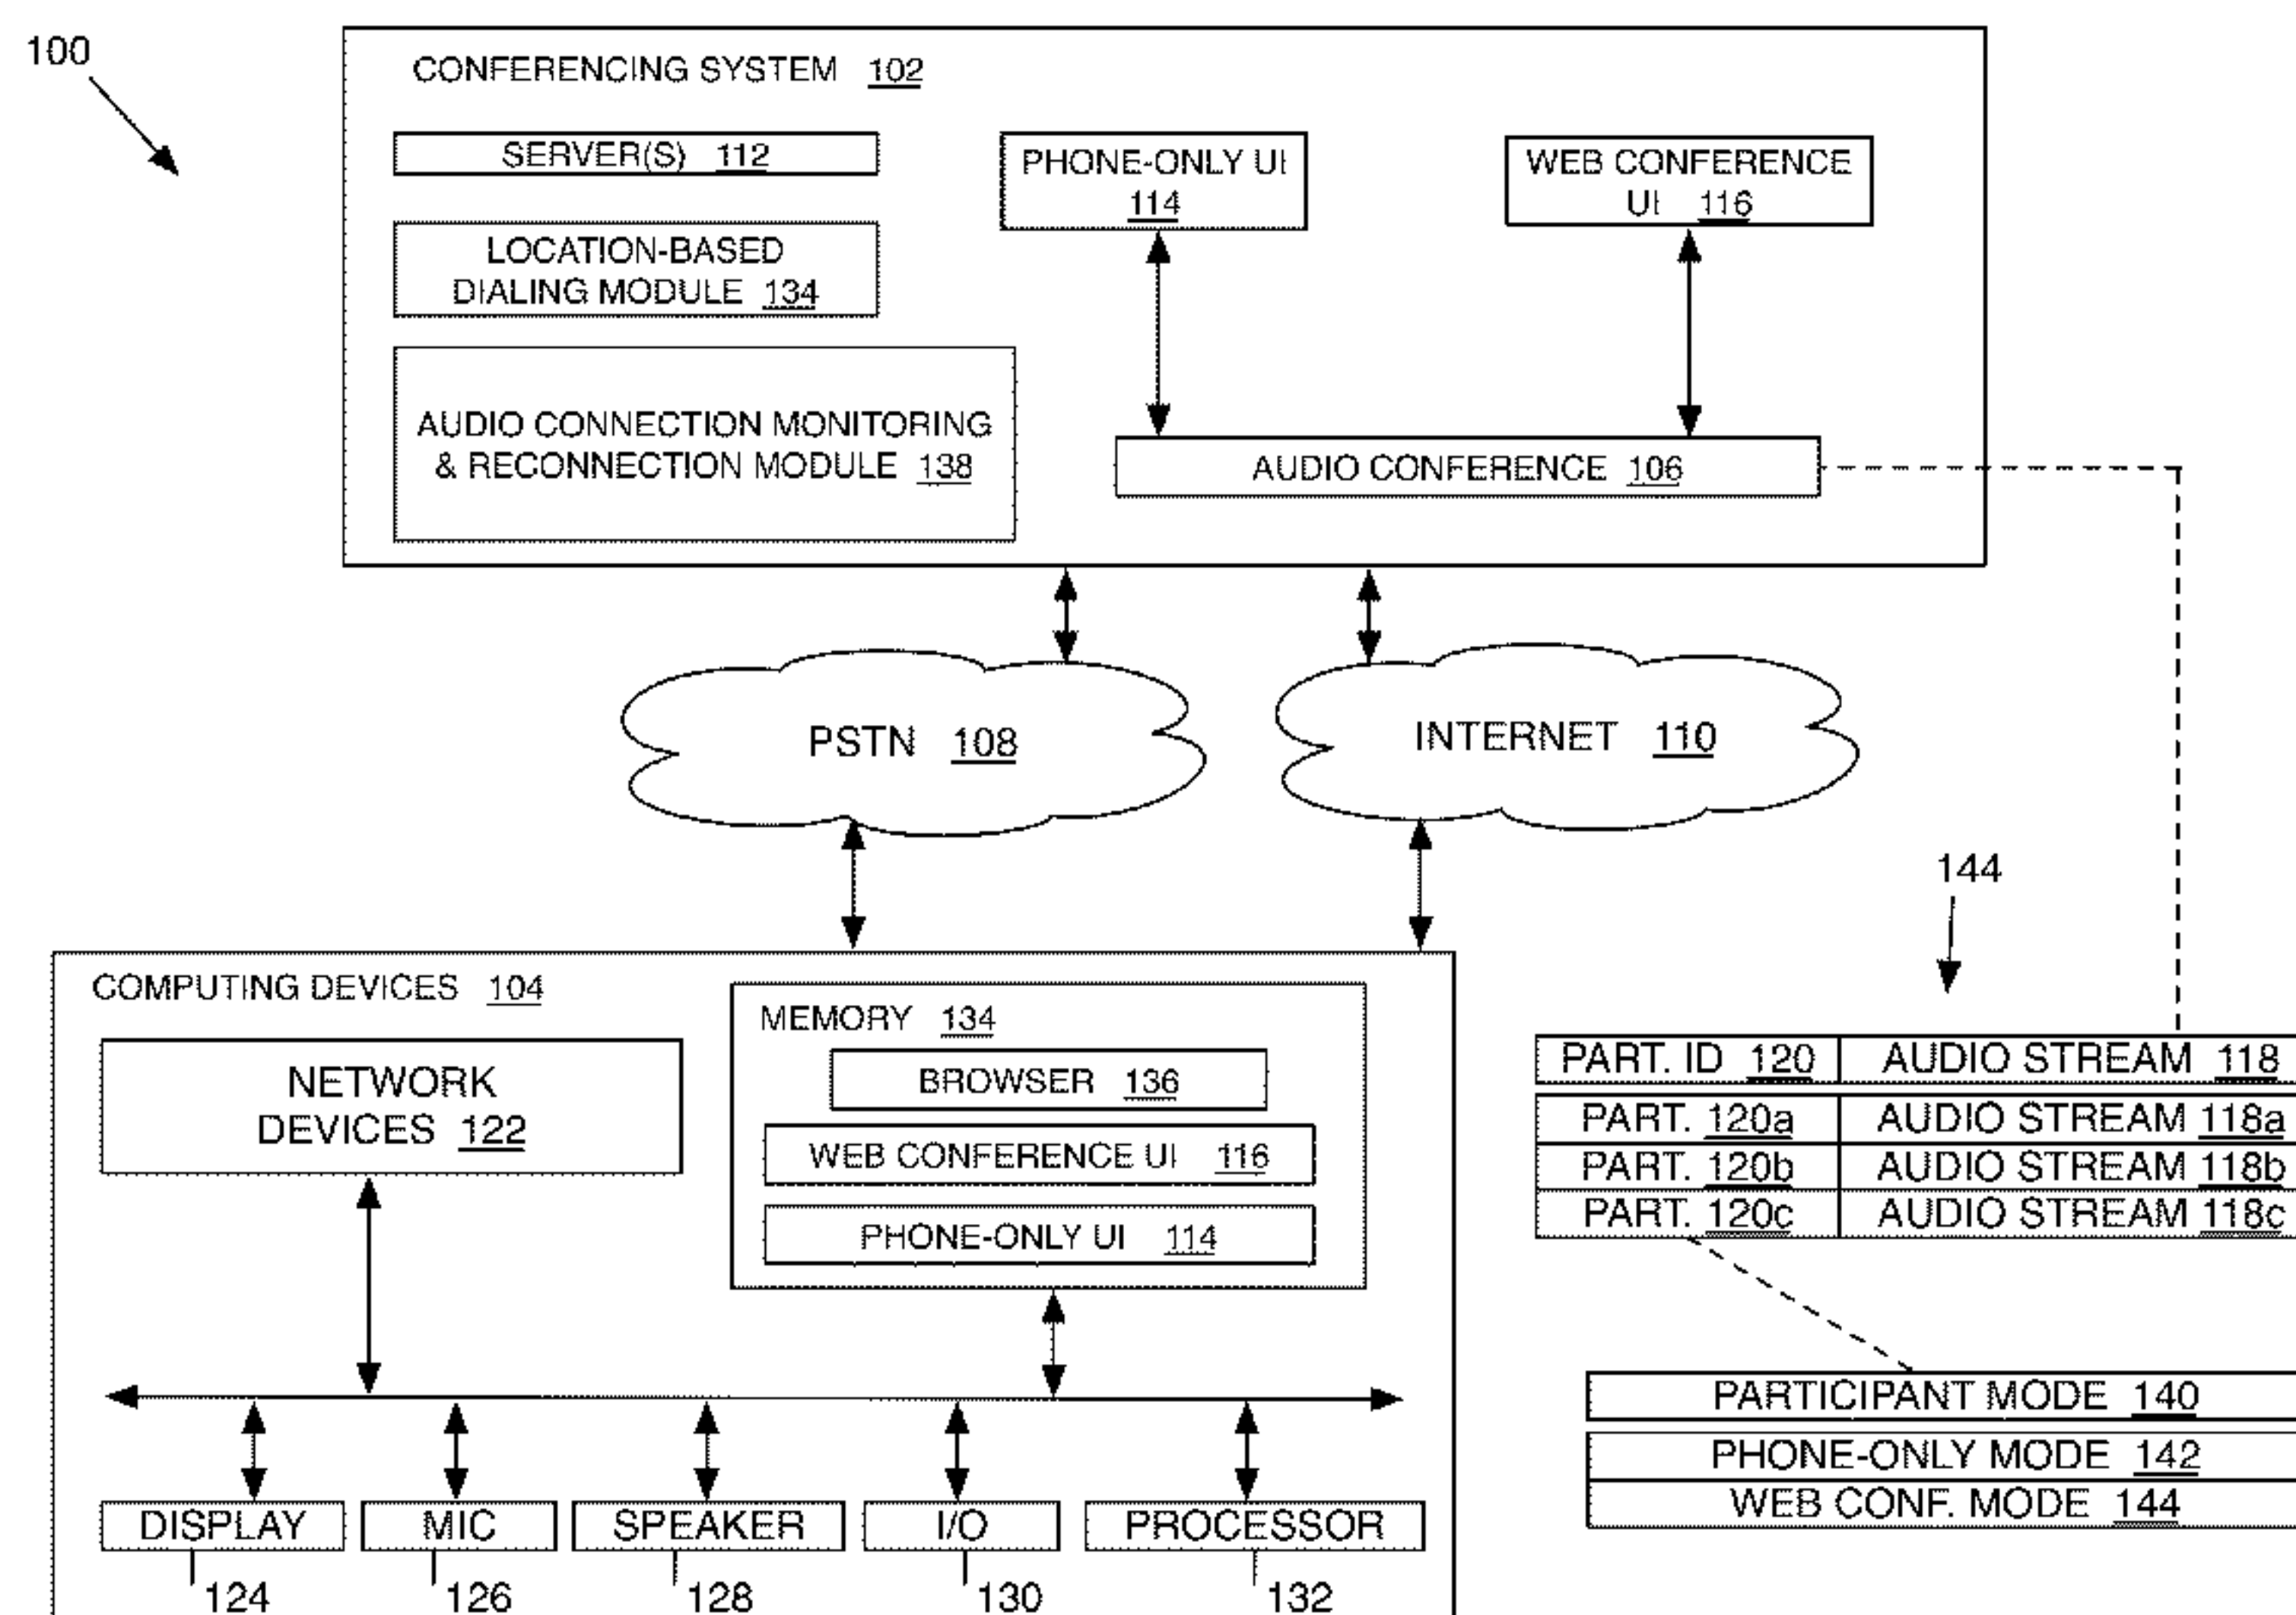 100
CONFERENCING SYSTEM 102
SERVER(S) 112
LOCATION-BASED
DIALING MODULE 134
AUDIO CONNECTION MONITORING
& RECONNECTION MODULE 138
PHONE-ONLY UI
114
WEB CONFERENCE
UI 116
AUDIO CONFERENCE 106
PSTN 108
INTERNET 110
COMPUTING DEVICES 104
NETWORK
DEVICES 122
MEMORY 134
BROWSER 136
WEB CONFERENCE UI 116
PHONE-ONLY UI 114
DISPLAY
MIC
SPEAKER
I/O
PROCESSOR
124
126
128
130
132
144
PART. ID 120 AUDIO STREAM 118
PART. 120a AUDIO STREAM 118a
PART. 120b AUDIO STREAM 118b
PART. 120c AUDIO STREAM 118c
PARTICIPANT MODE 140
PHONE-ONLY MODE 142
WEB CONF. MODE 144